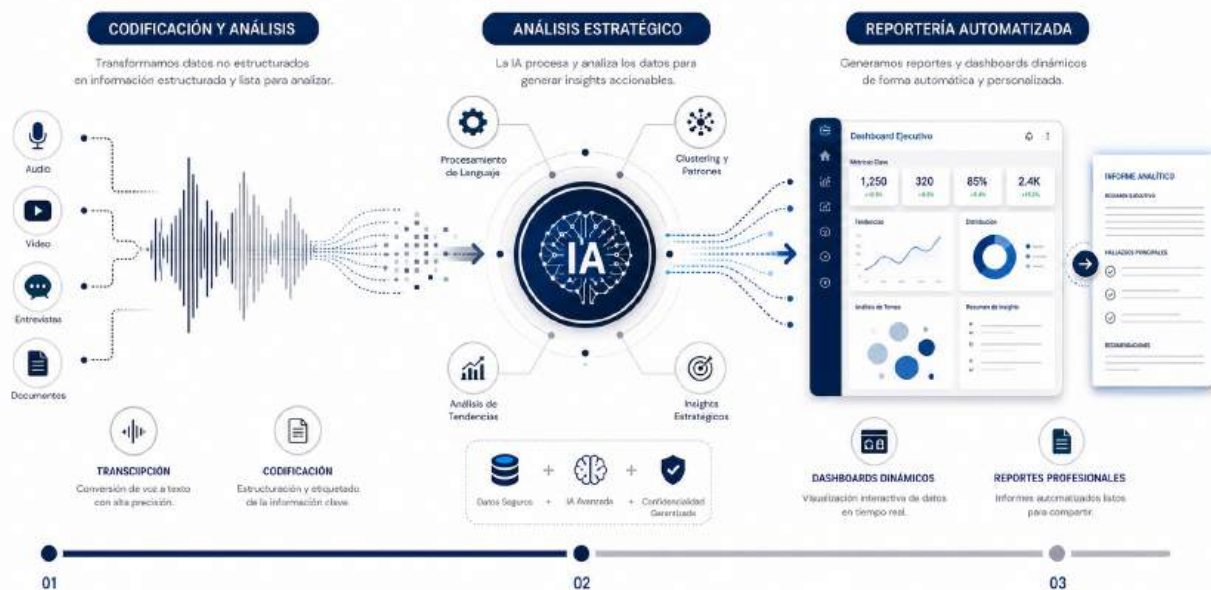 CODIFICACIÓN Y ANÁLISIS
Transformamos datos no estructurados
en información estructurada y lista para analizar.
Audio
Video
Entrevistas
Documentos
TRANSCIPCIÓN
Conversión de voz a texto
con alta precisión.
CODIFICACIÓN
Estructuración y etiquetado
de la información clave
ANÁLISIS ESTRATÉGICO
La IA procesa y analiza los datos para
generar insights accionables.
Procesamiento
de Lenguaje
Clustering y
Patrones
IA
Análisis de
Tendencias
Insights
Estratégicos
Datos Seguros + IA Avanzada + Confidencialidad
Garantizada
REPORTERÍA AUTOMATIZADA
Generamos reportes y dashboards dinámicos
de forma automática y personalizada.
Dashboard Ejecutivo
Métricas Clave
1,250
320
85%
2.4K
Tendencias
Distribución
Análisis de Temas
Resumen de Insights
INFORME ANALÍTICO
RESUMEN EJECUTIVO
HALLAZGOS PRINCIPALES
RECOMENDACIONES
DASHBOARDS DINÁMICOS
Visualización interactiva de datos
en tiempo real.
REPORTES PROFESIONALES
Informes automatizados listos
para compartir.
01
02
03